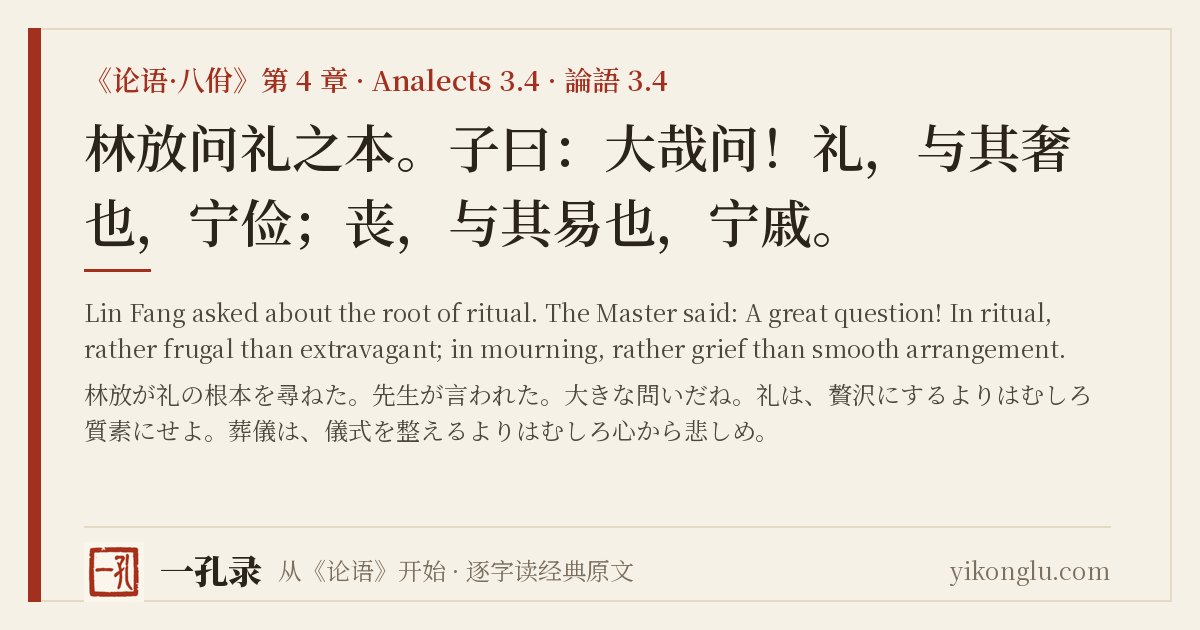 《论语·八佾》第 4 章 · Analects 3.4 · 論語 3.4
林放问礼之本。子曰：大哉问！礼，与其奢
也，宁俭；丧，与其易也，宁戚。
Lin Fang asked about the root of ritual. The Master said: A great question! In ritual,
rather frugal than extravagant; in mourning, rather grief than smooth arrangement.
林放が礼の根本を尋ねた。先生が言われた。大きな問いだね。礼は、贅沢にするよりはむしろ
質素にせよ。葬儀は、儀式を整えるよりはむしろ心から悲しめ。
一孔
一孔录 从《论语》开始 · 逐字读经典原文 yikonglu.com